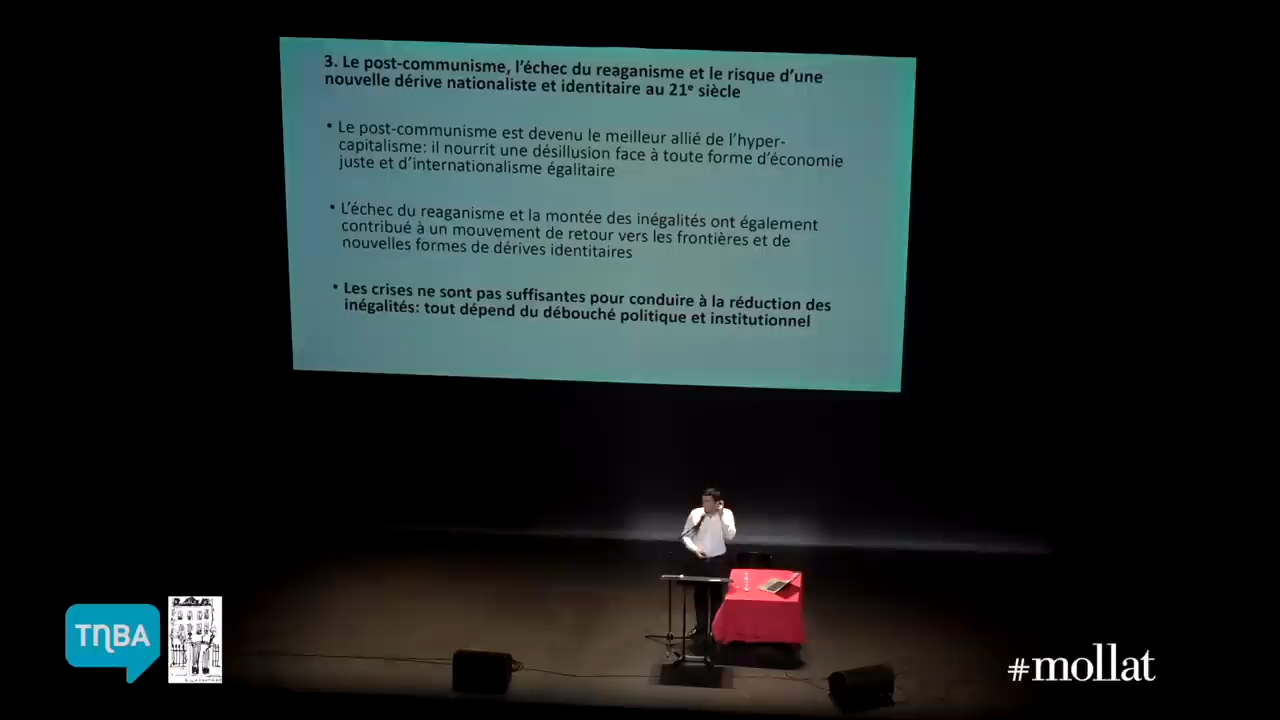 3. Le post-communisme, l'échec du reaganisme et le risque d'une
nouvelle dérive nationaliste et identitaire au 21e siècle
• Le post-communisme est devenu le meilleur allié de l'hyper-
capitalisme: il nourrit une désillusion face à toute forme d'économie
juste et d'internationalisme égalitaire
• L'échec du reaganisme et la montée des inégalités ont également
contribué à un mouvement de retour vers les frontières et de
nouvelles formes de dérives identitaires
• Les crises ne sont pas suffisantes pour conduire à la réduction des
inégalités: tout dépend du débouché politique et institutionnel
TnBA
#mollat